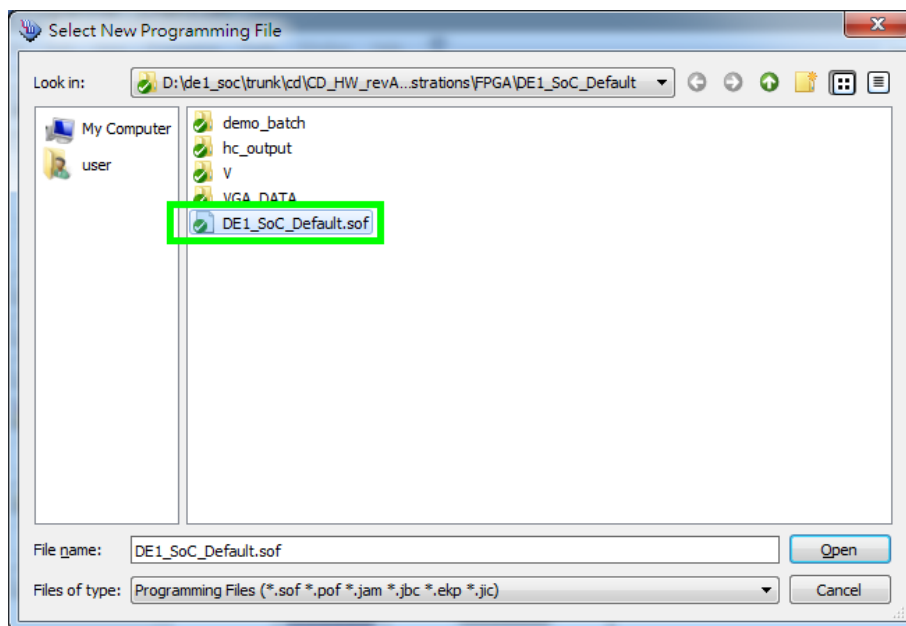 Select New Programming File
Look in: D:\de1_soc\trunk\cd\CD_HW_revA...strations\FPGA\DE1_SoC_Default
My Computer
user
demo_batch
hc_output
V
VGA_DATA
DE1_SoC_Default.sof
File name: DE1_SoC_Default.sof Open
Files of type: Programming Files (*.sof *.pof *.jam *.jbc *.ekp *.jic) Cancel